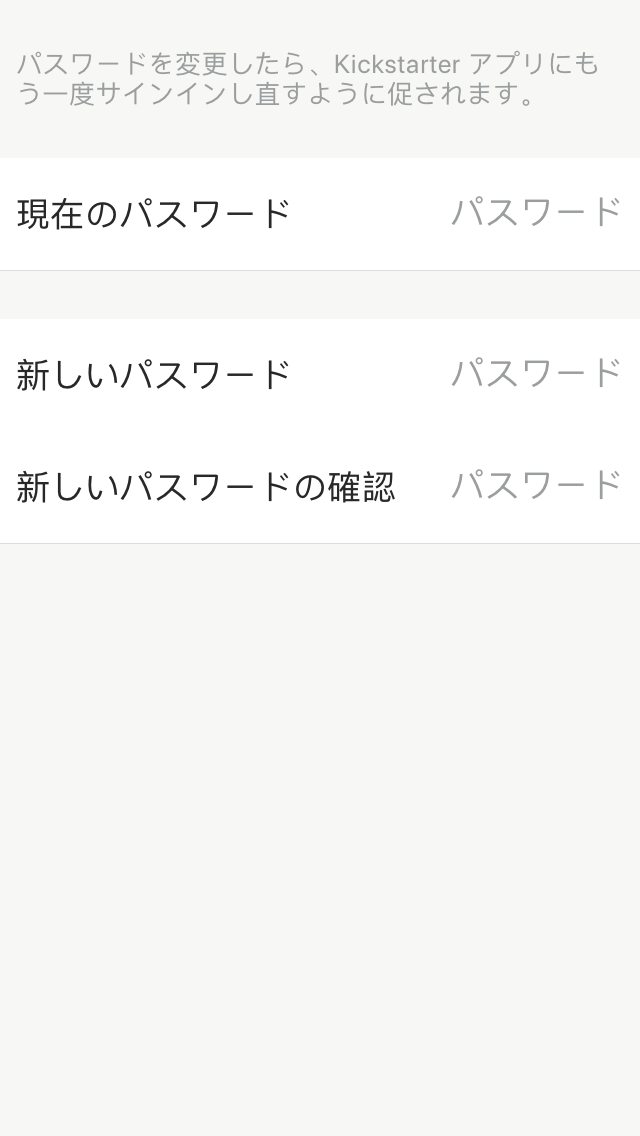 パスワードを変更したら、Kickstarter アプリにも
う一度サインインし直すように促されます。
現在のパスワード パスワード
新しいパスワード パスワード
新しいパスワードの確認 パスワード